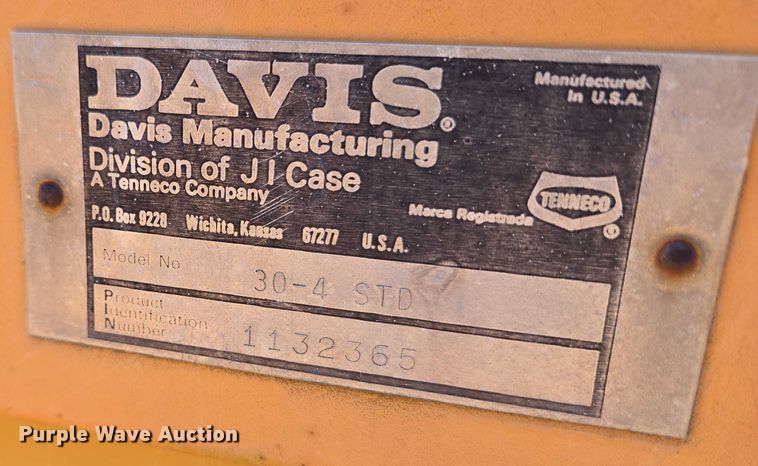 DAVIS®
Manufactured
In U.S.A.
Davis Manufacturing
Division of J I Case
A Tenneco Company
TENNECO®
Marca Registrada
P.O. Box 9228 Wichita, Kansas 67277 U.S.A.
Model No 30-4 STD
Product
Identification
Number
P
I
N
1132365
Purple Wave Auction